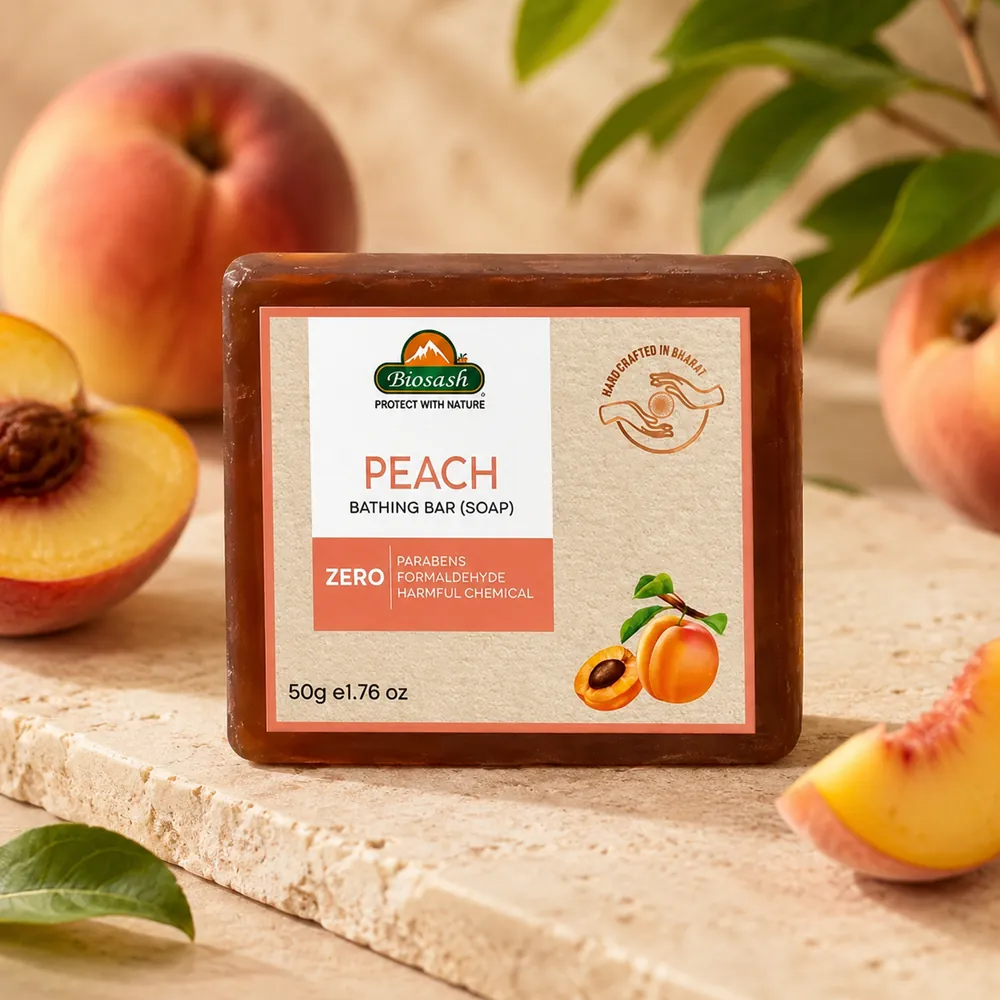 Biosash
PROTECT WITH NATURE
HANDCRAFTED IN BHARAT
PEACH
BATHING BAR (SOAP)
ZERO
PARABENS
FORMALDEHYDE
HARMFUL CHEMICAL
50g e1.76 oz